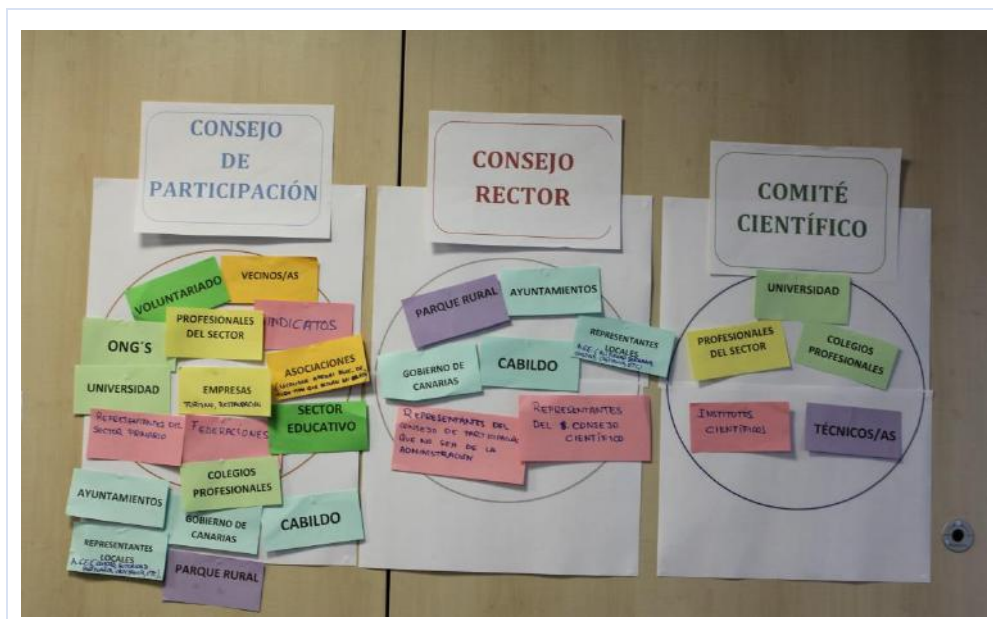 CONSEJO
DE
PARTICIPACIÓN
VOLUNTARIADO
VECINOS/AS
PROFESIONALES
DEL SECTOR
INDICATOS
ONG´S
ASOCIACIONES
UNIVERSIDAD
EMPRESAS
TURISMO, RESTAURACIÓN
SECTOR
EDUCATIVO
REPRESENTANTES DEL
SECTOR PRIMARIO
FEDERACIONES
COLEGIOS
PROFESIONALES
AYUNTAMIENTOS
GOBIERNO DE
CANARIAS
CABILDO
REPRESENTANTES
LOCALES
PARQUE RURAL
CONSEJO
RECTOR
PARQUE RURAL
AYUNTAMIENTOS
REPRESENTANTES
LOCALES
GOBIERNO DE
CANARIAS
CABILDO
REPRESENTANTES DEL
CONSEJO DE PARTICIPACIÓN
QUE NO SEA DE LA
ADMINISTRACIÓN
REPRESENTANTES
DEL CONSEJO
CIENTÍFICO
COMITÉ
CIENTÍFICO
UNIVERSIDAD
PROFESIONALES
DEL SECTOR
COLEGIOS
PROFESIONALES
INSTITUTOS
CIENTÍFICOS
TÉCNICOS/AS